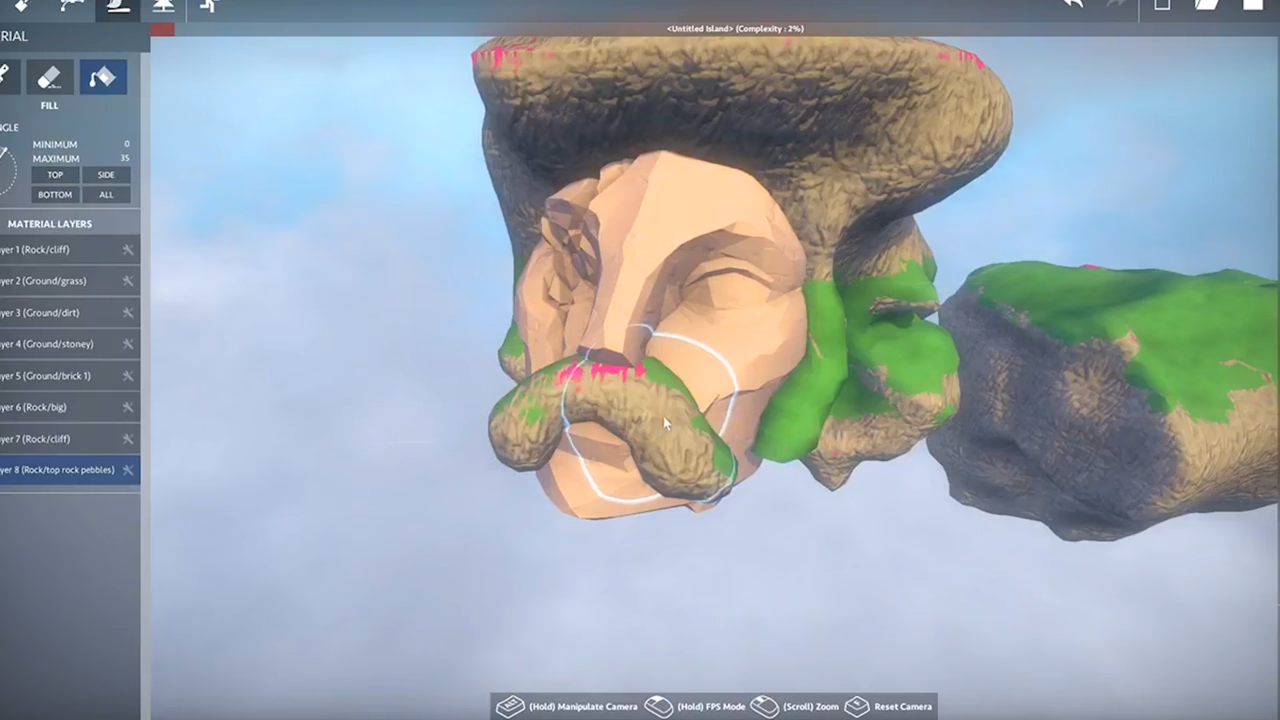 <Untitled Island> (Complexity : 2%)
RIAL
FILL
NGLE
MINIMUM 0
MAXIMUM 35
TOP SIDE
BOTTOM ALL
MATERIAL LAYERS
yer 1 (Rock/cliff)
yer 2 (Ground/grass)
yer 3 (Ground/dirt)
yer 4 (Ground/stoney)
yer 5 (Ground/brick 1)
yer 6 (Rock/big)
yer 7 (Rock/cliff)
yer 8 (Rock/top rock pebbles)
(Hold) Manipulate Camera (Hold) FPS Mode (Scroll) Zoom Reset Camera